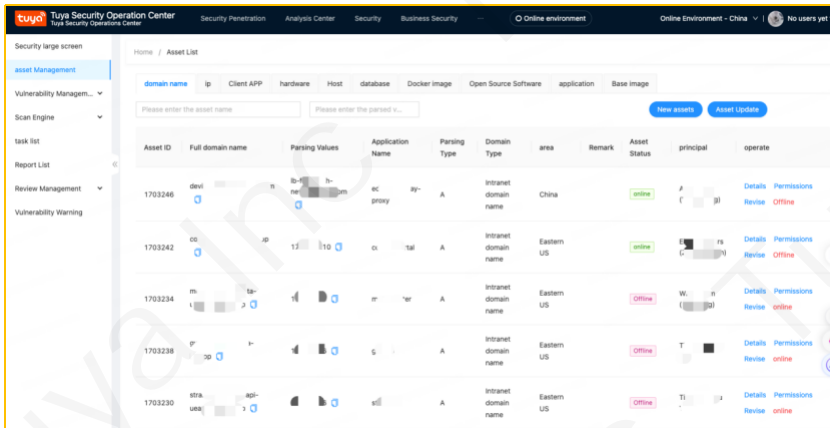 tuya Tuya Security Operation Center
Tuya Security Operations Center
Security Penetration Analysis Center Security Business Security ··· Online environment Online Environment - China No users yet
Security large screen
asset Management
Vulnerability Managem...
Scan Engine
task list
Report List
Review Management
Vulnerability Warning
Home / Asset List
domain name ip Client APP hardware Host database Docker image Open Source Software application Base image
Please enter the asset name Please enter the parsed v... New assets Asset Update
Asset ID Full domain name Parsing Values Application Name Parsing Type Domain Type area Remark Asset Status principal operate
1703246 A Intranet domain name China online Details Permissions
proxy Revise Offline
1703242 A Intranet domain name Eastern US online Details Permissions
Revise Offline
1703234 A Intranet domain name Eastern US Offline Details Permissions
Revise online
1703238 A Intranet domain name Eastern US Offline Details Permissions
Revise online
1703230 A Intranet domain name Eastern US Offline Details Permissions
Revise online